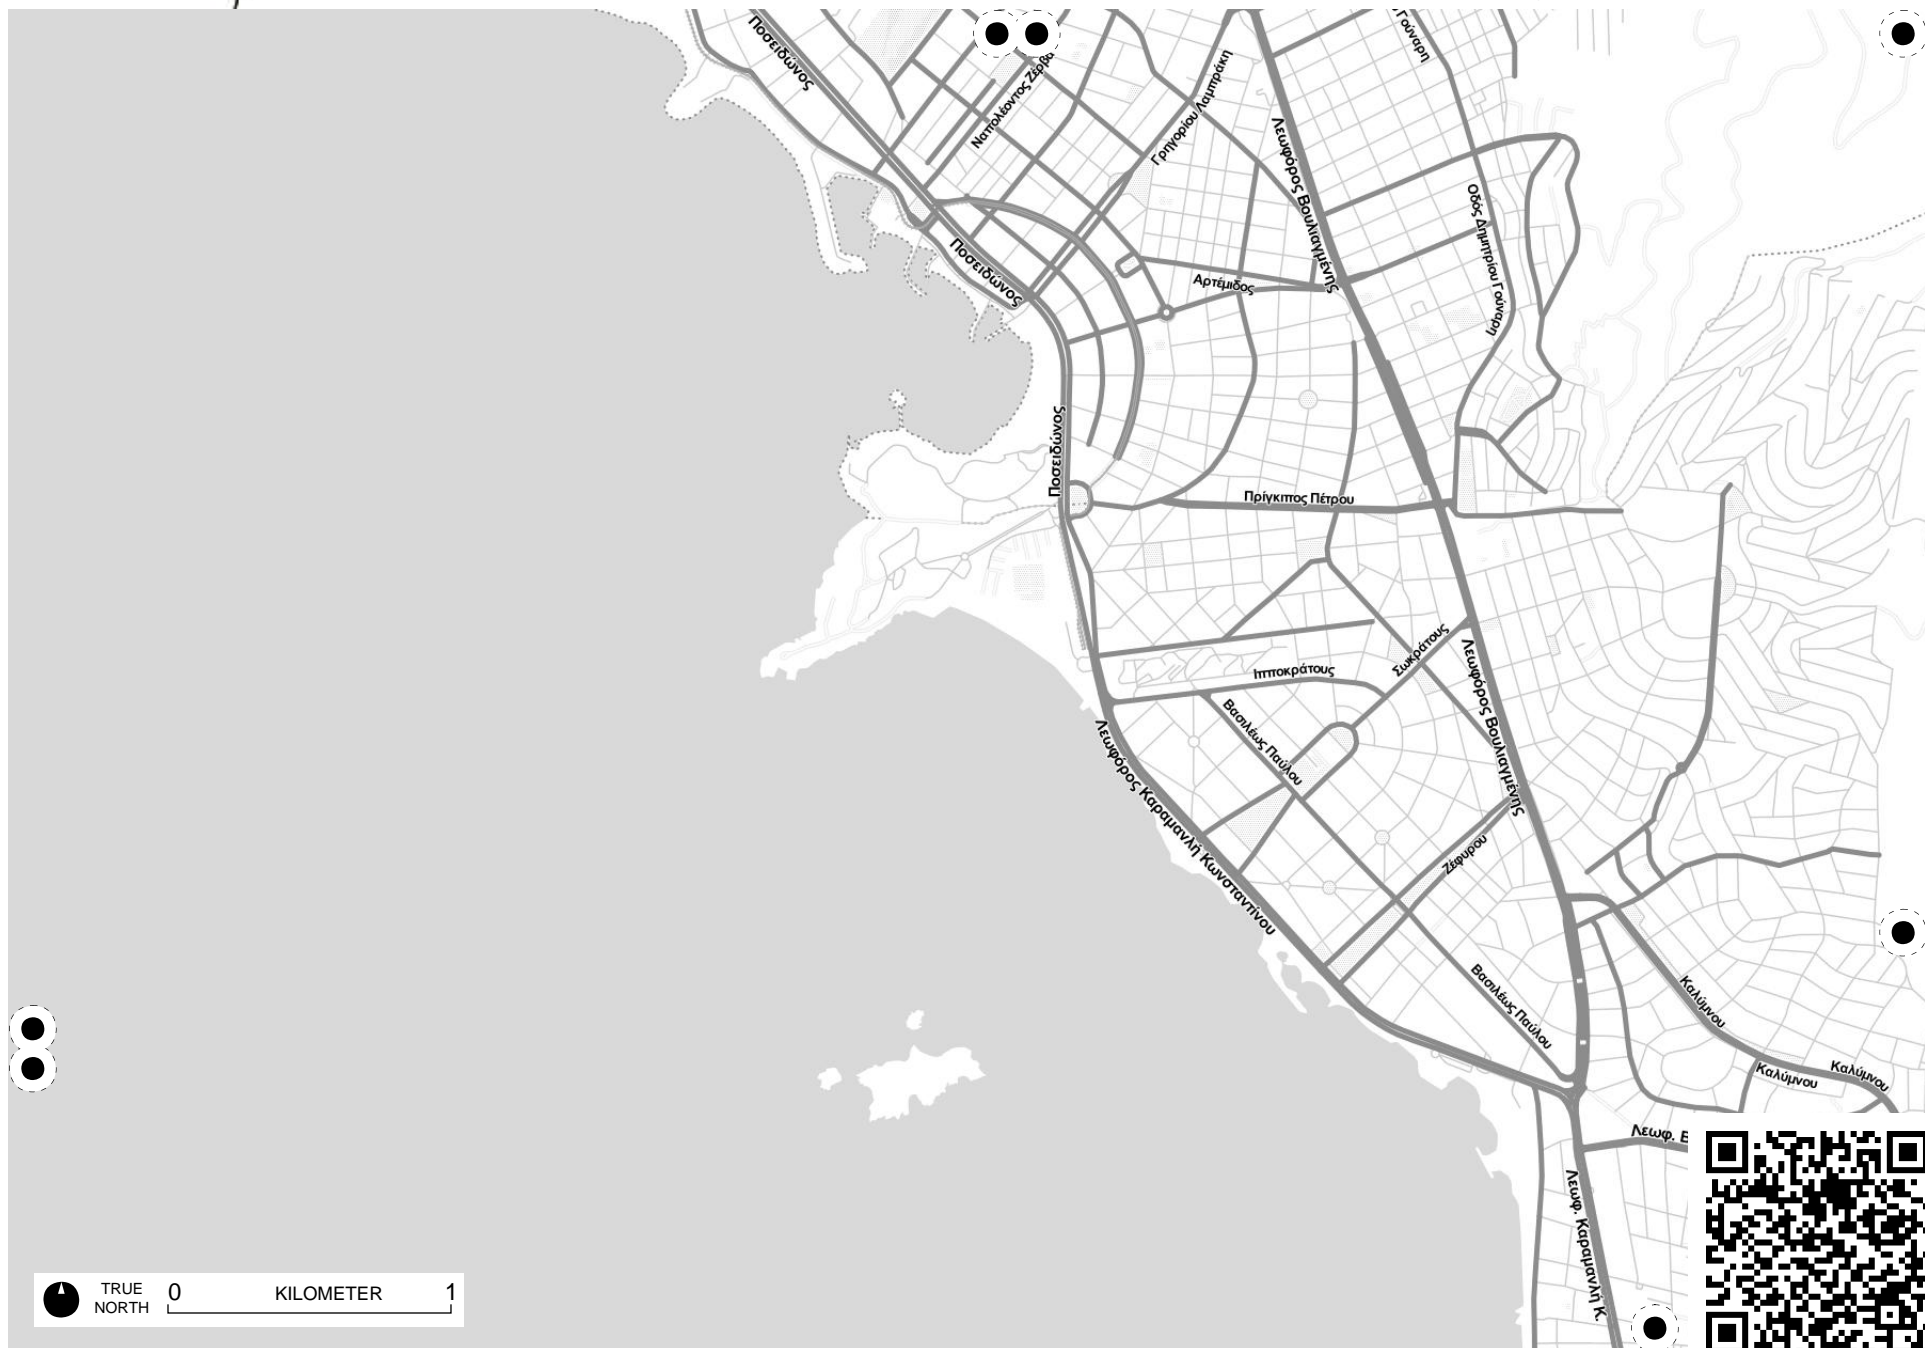 Ποσειδώνος
Ναπολέοντος Ζέρβα
Γρηγορίου Λαμπράκη
Γούναρη
Λεωφόρος Βουλιαγμένης
Οδός Δημητρίου Γούναρη
Ποσειδώνος
Αρτέμιδος
Ποσειδώνος
Πρίγκιπος Πέτρου
Σωκράτους
Ιπποκράτους
Λεωφόρος Βουλιαγμένης
Βασιλέως Παύλου
Λεωφόρος Καραμανλή Κωνσταντίνου
Ζέφυρου
Βασιλέως Παύλου
Καλύμνου
Καλύμνου
Καλύμνου
Λεωφ.
Λεωφ. Καραμανλή Κ.
TRUE
NORTH
0 KILOMETER 1